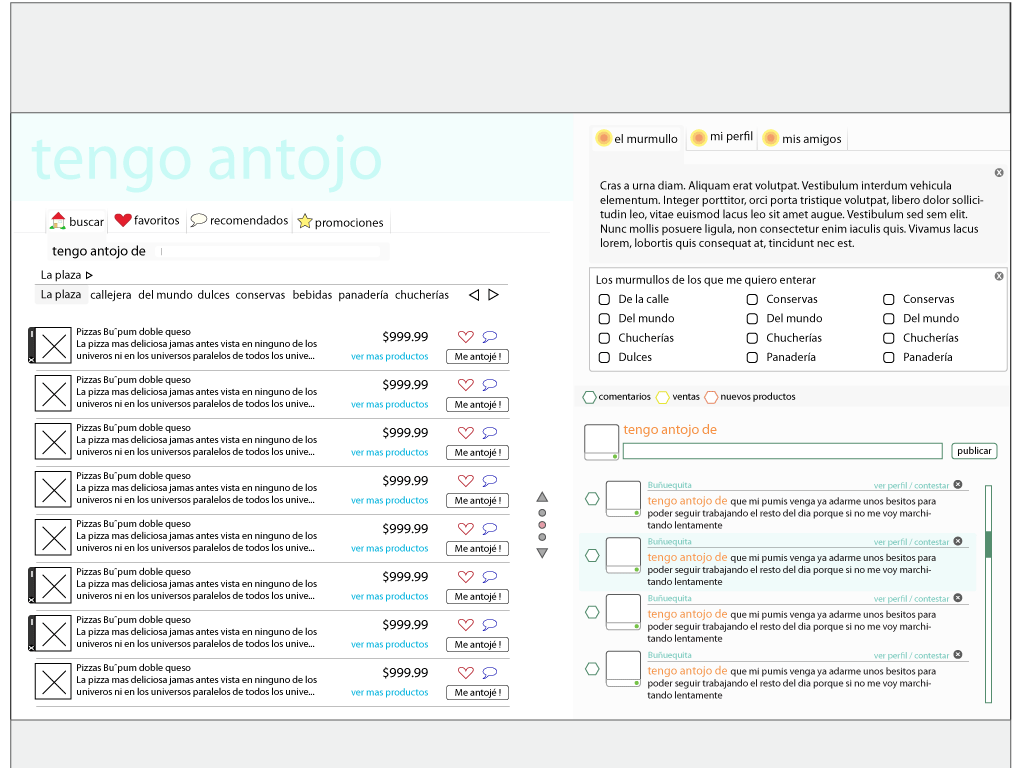 tengo antojo
buscar favoritos recomendados promociones
tengo antojo de
La plaza
La plaza callejera del mundo dulces conservas bebidas panadería chucherías
Pizzas Bu¨pum doble queso
La pizza mas deliciosa jamas antes vista en ninguno de los
univeros ni en los universos paralelos de todos los unive...
$999.99
ver mas productos
Me antojé !
Pizzas Bu¨pum doble queso
La pizza mas deliciosa jamas antes vista en ninguno de los
univeros ni en los universos paralelos de todos los unive...
$999.99
ver mas productos
Me antojé !
Pizzas Bu¨pum doble queso
La pizza mas deliciosa jamas antes vista en ninguno de los
univeros ni en los universos paralelos de todos los unive...
$999.99
ver mas productos
Me antojé !
Pizzas Bu¨pum doble queso
La pizza mas deliciosa jamas antes vista en ninguno de los
univeros ni en los universos paralelos de todos los unive...
$999.99
ver mas productos
Me antojé !
Pizzas Bu¨pum doble queso
La pizza mas deliciosa jamas antes vista en ninguno de los
univeros ni en los universos paralelos de todos los unive...
$999.99
ver mas productos
Me antojé !
Pizzas Bu¨pum doble queso
La pizza mas deliciosa jamas antes vista en ninguno de los
univeros ni en los universos paralelos de todos los unive...
$999.99
ver mas productos
Me antojé !
Pizzas Bu¨pum doble queso
La pizza mas deliciosa jamas antes vista en ninguno de los
univeros ni en los universos paralelos de todos los unive...
$999.99
ver mas productos
Me antojé !
Pizzas Bu¨pum doble queso
La pizza mas deliciosa jamas antes vista en ninguno de los
univeros ni en los universos paralelos de todos los unive...
$999.99
ver mas productos
Me antojé !
el murmullo mi perfil mis amigos
Cras a urna diam. Aliquam erat volutpat. Vestibulum interdum vehicula
elementum. Integer porttitor, orci porta tristique volutpat, libero dolor sollici-
tudin leo, vitae euismod lacus leo sit amet augue. Vestibulum sed sem elit.
Nunc mollis posuere ligula, non consectetur enim iaculis quis. Vivamus lacus
lorem, lobortis quis consequat at, tincidunt nec est.
Los murmullos de los que me quiero enterar
De la calle Conservas Conservas
Del mundo Del mundo Del mundo
Chucherías Chucherías Chucherías
Dulces Panadería Panadería
comentarios ventas nuevos productos
tengo antojo de
publicar
Buñuequita ver perfil / contestar
tengo antojo de que mi pumis venga ya adarme unos besitos para
poder seguir trabajando el resto del dia porque si no me voy marchi-
tando lentamente
Buñuequita ver perfil / contestar
tengo antojo de que mi pumis venga ya adarme unos besitos para
poder seguir trabajando el resto del dia porque si no me voy marchi-
tando lentamente
Buñuequita ver perfil / contestar
tengo antojo de que mi pumis venga ya adarme unos besitos para
poder seguir trabajando el resto del dia porque si no me voy marchi-
tando lentamente
Buñuequita ver perfil / contestar
tengo antojo de que mi pumis venga ya adarme unos besitos para
poder seguir trabajando el resto del dia porque si no me voy marchi-
tando lentamente